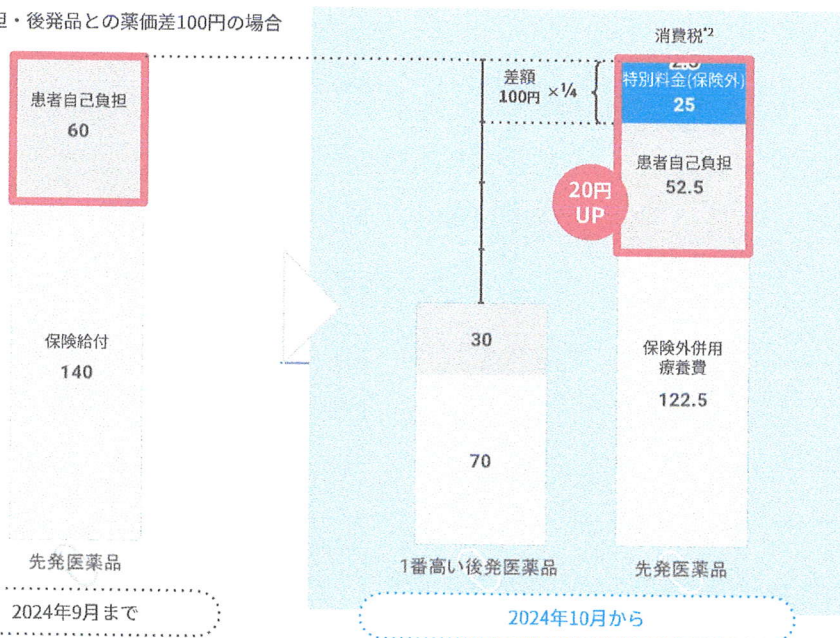 担・後発品との薬価差100円の場合
患者自己負担
60
保険給付
140
先発医薬品
2024年9月まで
差額
100円 ×¼
30
70
1番高い後発医薬品
消費税*2
2.5
特別料金(保険外)
25
患者自己負担
52.5
20円
UP
保険外併用
療養費
122.5
先発医薬品
2024年10月から